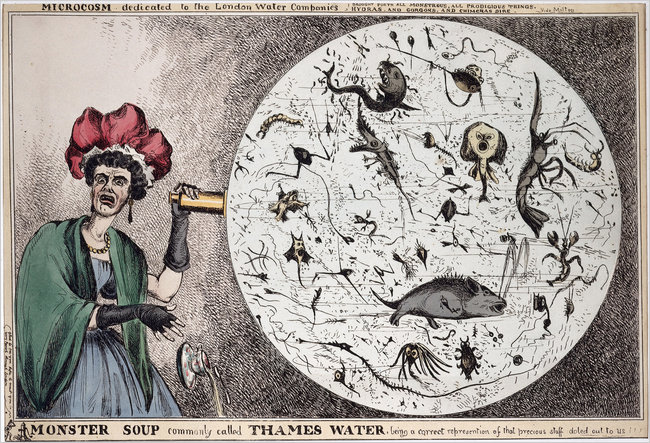 MICROCOSM dedicated to the London Water Companies
BROUGHT FORTH ALL MONSTROUS, ALL PRODIGIOUS THINGS,
HYDRAS, AND GORGONS, AND CHIMERAS DIRE. Vide Milton
MONSTER SOUP commonly called THAMES WATER, being a correct representation of that precious stuff doled out to us!!!